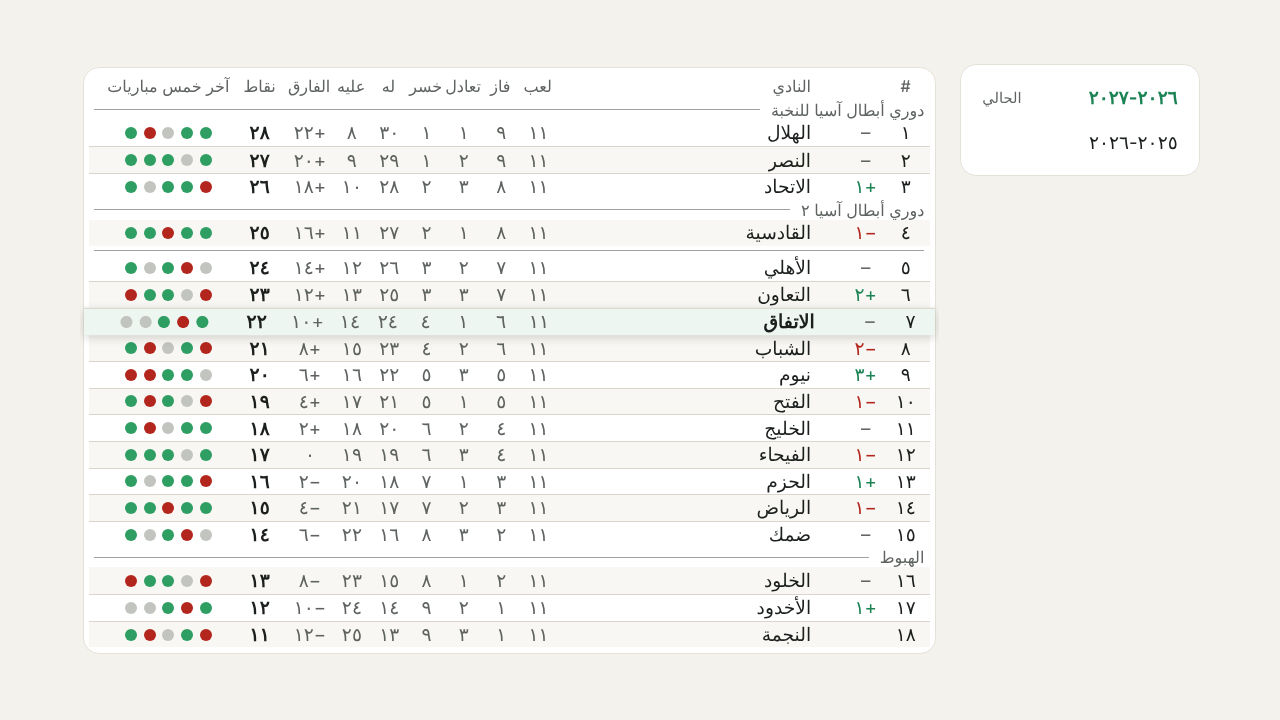 ٢٠٢٦-٢٠٢٧ الحالي
٢٠٢٥-٢٠٢٦
# النادي لعب فاز تعادل خسر له عليه الفارق نقاط آخر خمس مباريات
دوري أبطال آسيا للنخبة
١ – الهلال ١١ ٩ ١ ١ ٣٠ ٨ +٢٢ ٢٨
٢ – النصر ١١ ٩ ٢ ١ ٢٩ ٩ +٢٠ ٢٧
٣ +١ الاتحاد ١١ ٨ ٣ ٢ ٢٨ ١٠ +١٨ ٢٦
دوري أبطال آسيا ٢
٤ −١ القادسية ١١ ٨ ١ ٢ ٢٧ ١١ +١٦ ٢٥
٥ – الأهلي ١١ ٧ ٢ ٣ ٢٦ ١٢ +١٤ ٢٤
٦ +٢ التعاون ١١ ٧ ٣ ٣ ٢٥ ١٣ +١٢ ٢٣
٧ – الاتفاق ١١ ٦ ١ ٤ ٢٤ ١٤ +١٠ ٢٢
٨ −٢ الشباب ١١ ٦ ٢ ٤ ٢٣ ١٥ +٨ ٢١
٩ +٣ نيوم ١١ ٥ ٣ ٥ ٢٢ ١٦ +٦ ٢٠
١٠ −١ الفتح ١١ ٥ ١ ٥ ٢١ ١٧ +٤ ١٩
١١ – الخليج ١١ ٤ ٢ ٦ ٢٠ ١٨ +٢ ١٨
١٢ −١ الفيحاء ١١ ٤ ٣ ٦ ١٩ ١٩ ٠ ١٧
١٣ +١ الحزم ١١ ٣ ١ ٧ ١٨ ٢٠ −٢ ١٦
١٤ −١ الرياض ١١ ٣ ٢ ٧ ١٧ ٢١ −٤ ١٥
١٥ – ضمك ١١ ٢ ٣ ٨ ١٦ ٢٢ −٦ ١٤
الهبوط
١٦ – الخلود ١١ ٢ ١ ٨ ١٥ ٢٣ −٨ ١٣
١٧ +١ الأخدود ١١ ١ ٢ ٩ ١٤ ٢٤ −١٠ ١٢
١٨ النجمة ١١ ١ ٣ ٩ ١٣ ٢٥ −١٢ ١١